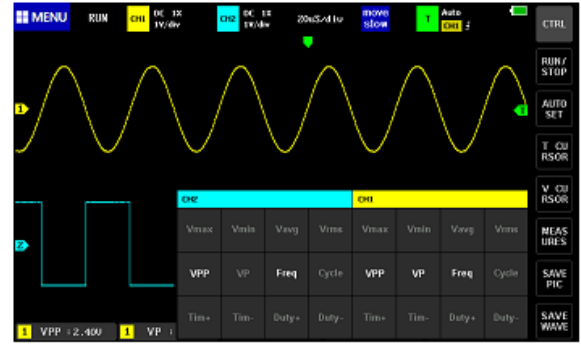 MENU RUN CH1 DC 1X 1V/div CH2 DC 1X 1V/div 20uS/div move slow T Auto CH1
CTRL
RUN/
STOP
1
T
AUTO
SET
T CU
RSOR
V CU
RSOR
CH2 CH1
Vmax Vmin Vavg Vrms Vmax Vmin Vavg Vrms
2
MEAS
URES
VPP VP Freq Cycle VPP VP Freq Cycle
SAVE
PIC
Tim+ Tim- Duty+ Duty- Tim+ Tim- Duty+ Duty-
SAVE
WAVE
1 VPP :2.40V 1 VP :